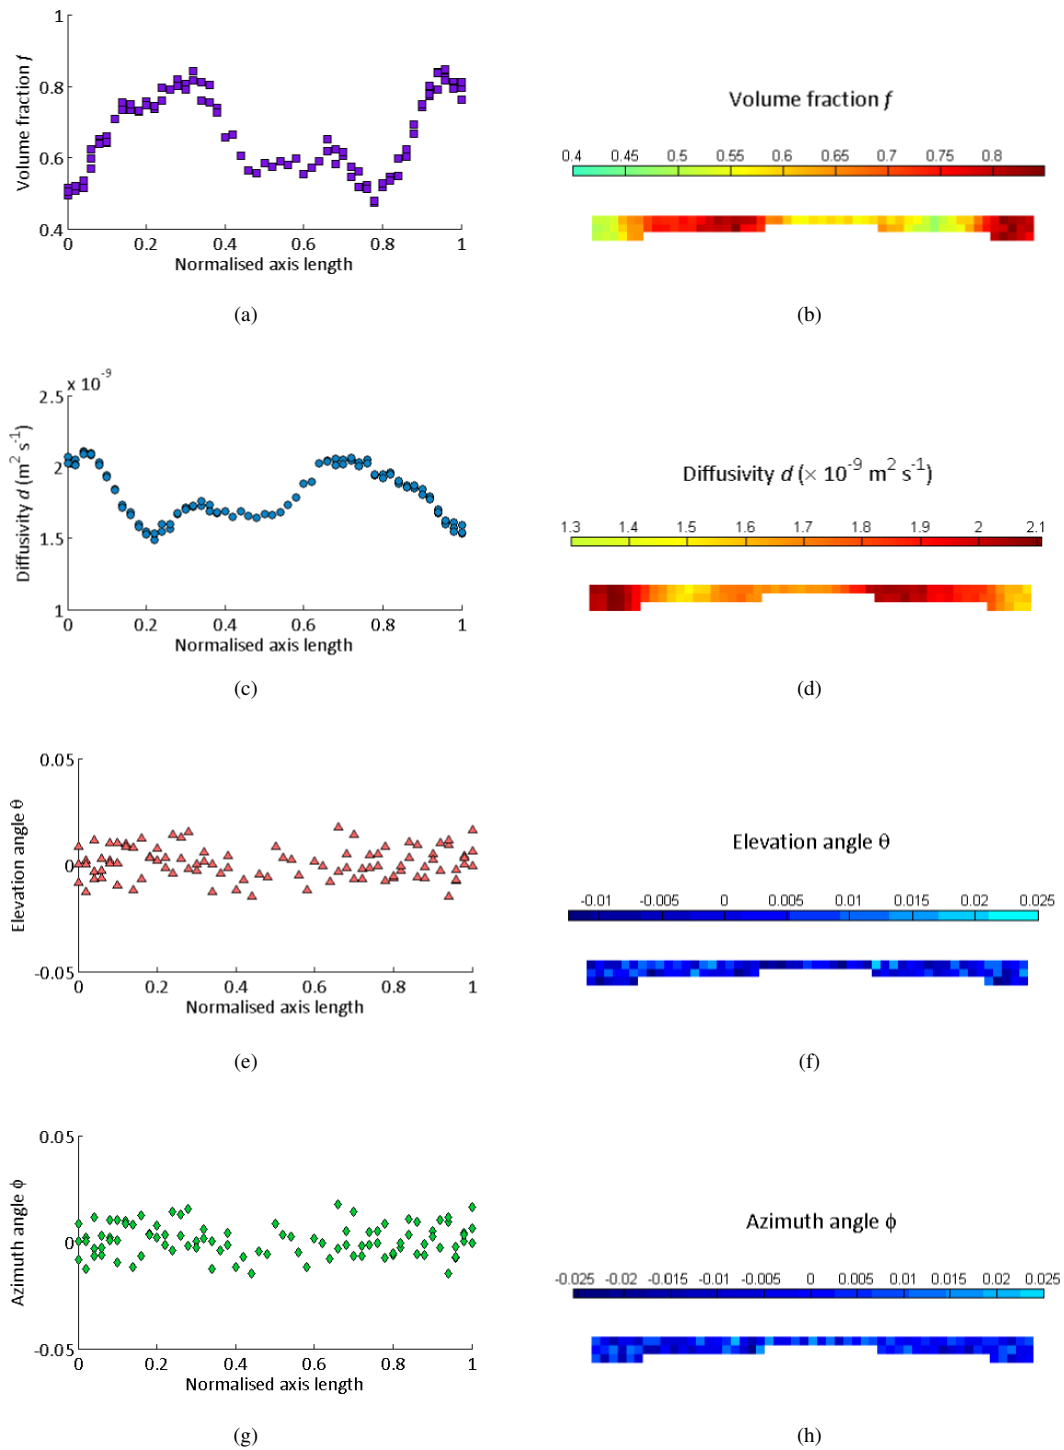 1
0.8
0.6
0.4
Volume fraction f
0 0.2 0.4 0.6 0.8 1
Normalised axis length
(a)
Volume fraction f
0.4 0.45 0.5 0.55 0.6 0.65 0.7 0.75 0.8
(b)
x 10-9
2.5
2
1.5
1
Diffusivity d (m2 s-1)
0 0.2 0.4 0.6 0.8 1
Normalised axis length
(c)
Diffusivity d (× 10-9 m2 s-1)
1.3 1.4 1.5 1.6 1.7 1.8 1.9 2 2.1
(d)
0.05
0
-0.05
Elevation angle θ
0 0.2 0.4 0.6 0.8 1
Normalised axis length
(e)
Elevation angle θ
-0.01 -0.005 0 0.005 0.01 0.015 0.02 0.025
(f)
0.05
0
-0.05
Azimuth angle ϕ
0 0.2 0.4 0.6 0.8 1
Normalised axis length
(g)
Azimuth angle ϕ
-0.025 -0.02 -0.015 -0.01 -0.005 0 0.005 0.01 0.015 0.02 0.025
(h)